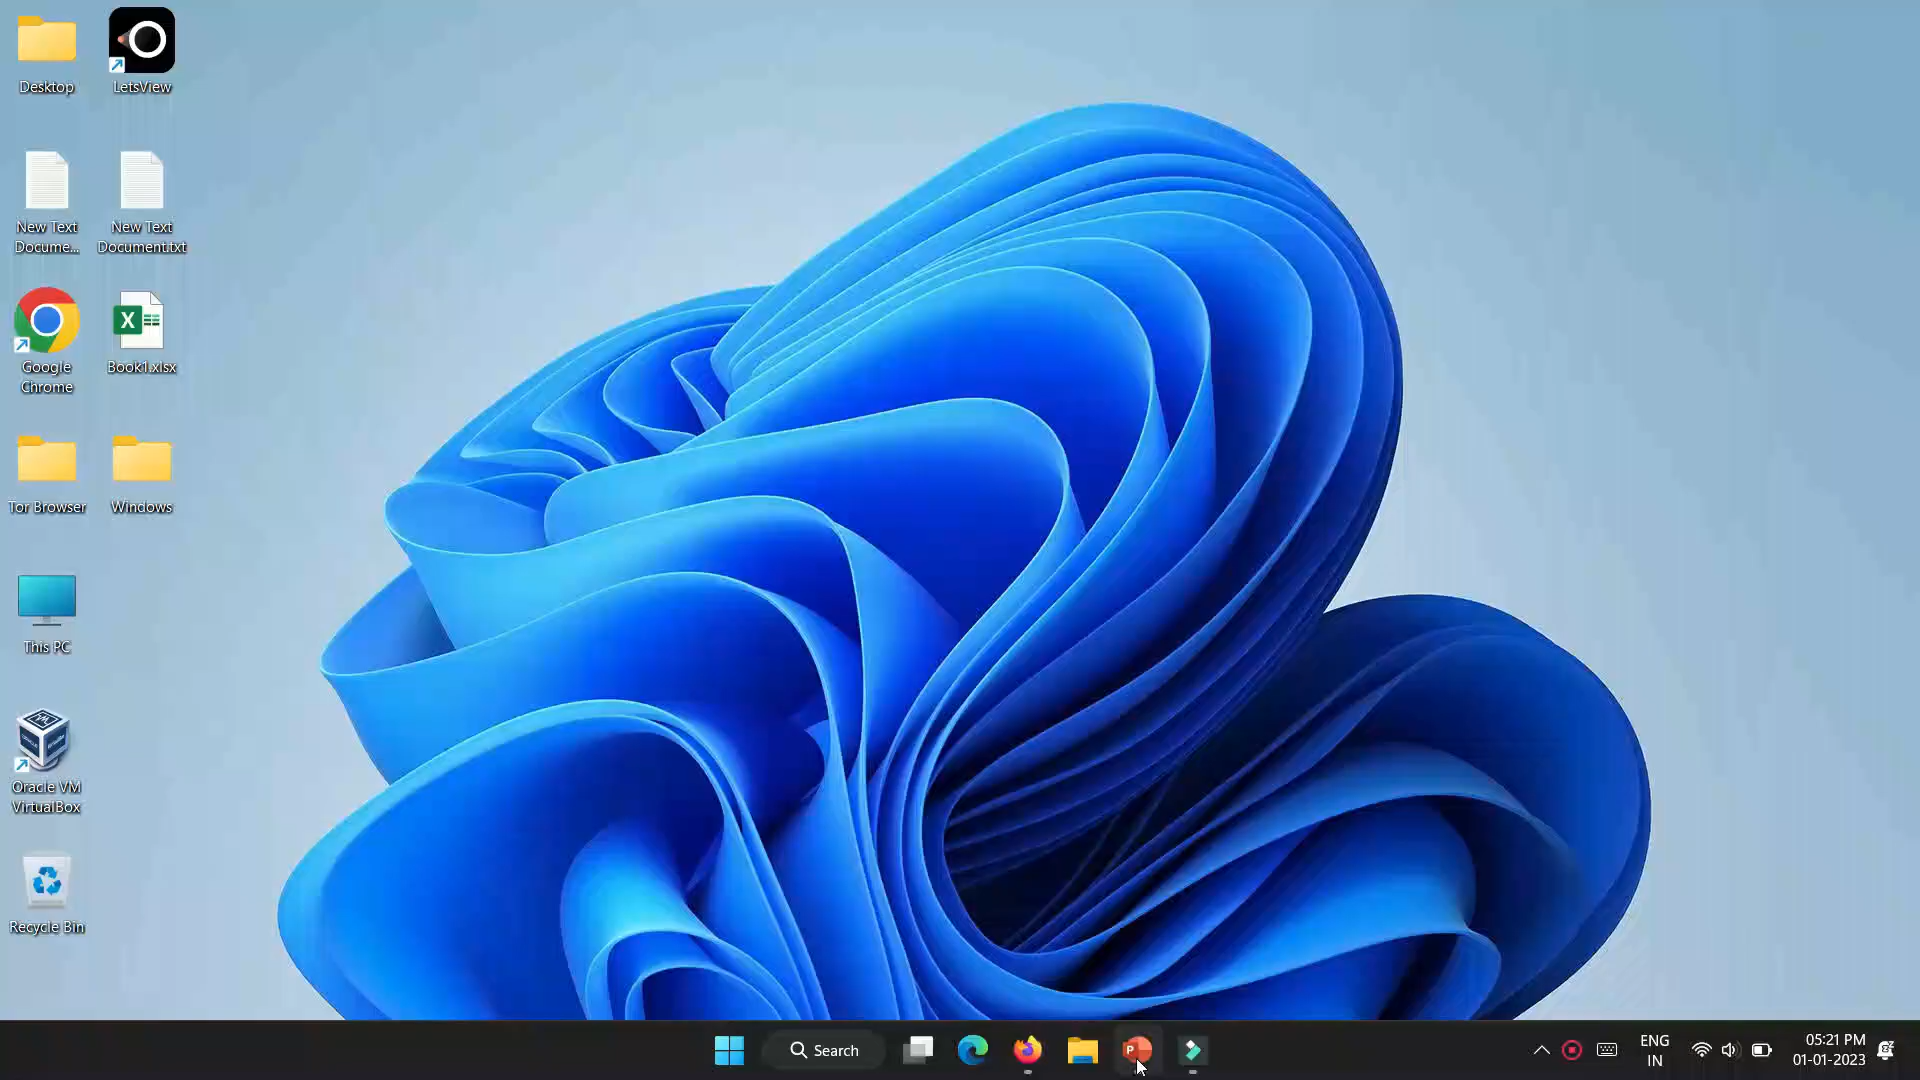 Desktop
LetsView
New Text
Docume...
New Text
Document.txt
Google
Chrome
Book1.xlsx
Tor Browser
Windows
This PC
Oracle VM
VirtualBox
Recycle Bin
Search
ENG
IN
05:21 PM
01-01-2023